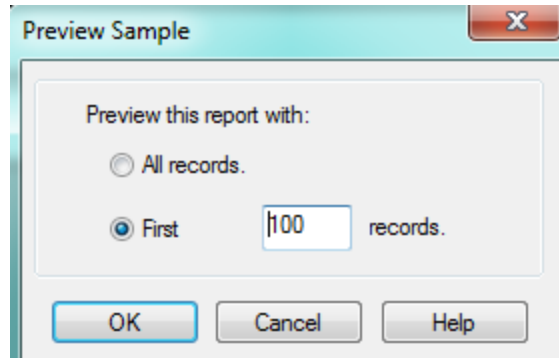 Preview Sample
Preview this report with:
All records.
First 100 records.
OK Cancel Help